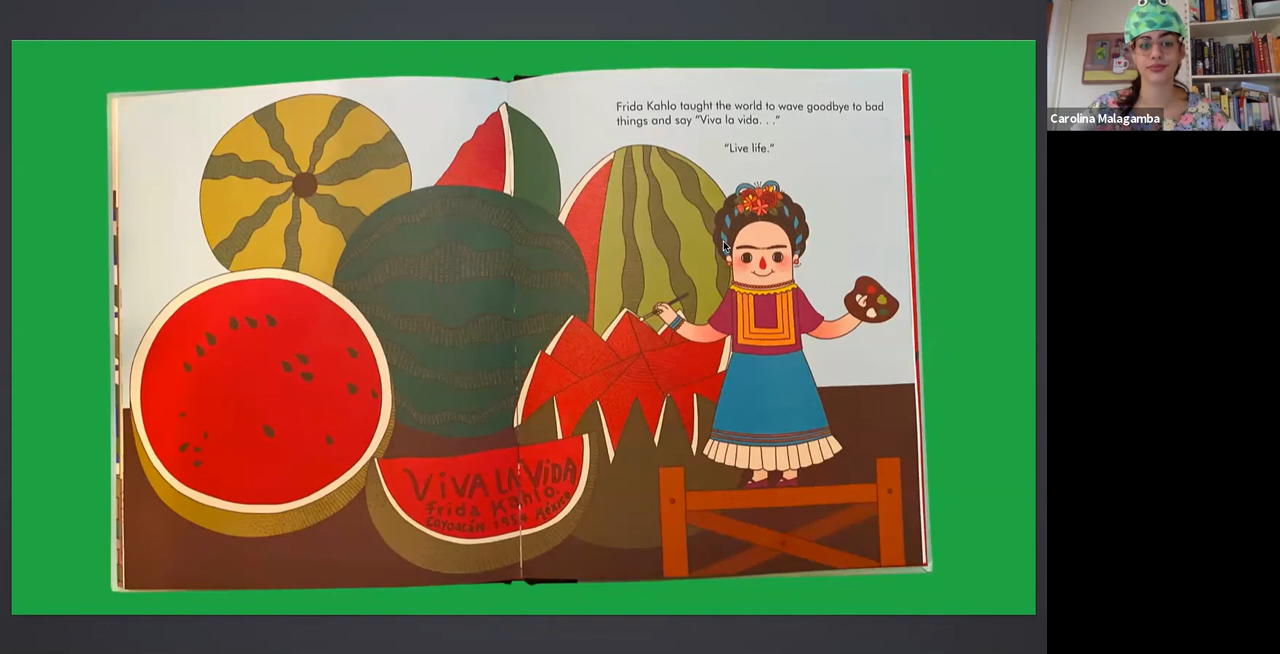 Frida Kahlo taught the world to wave goodbye to bad
things and say “Viva la vida. . .”
“Live life.”
VIVA LA VIDA
Frida Kahlo.
Coyoacán 1954 México
Carolina Malagamba